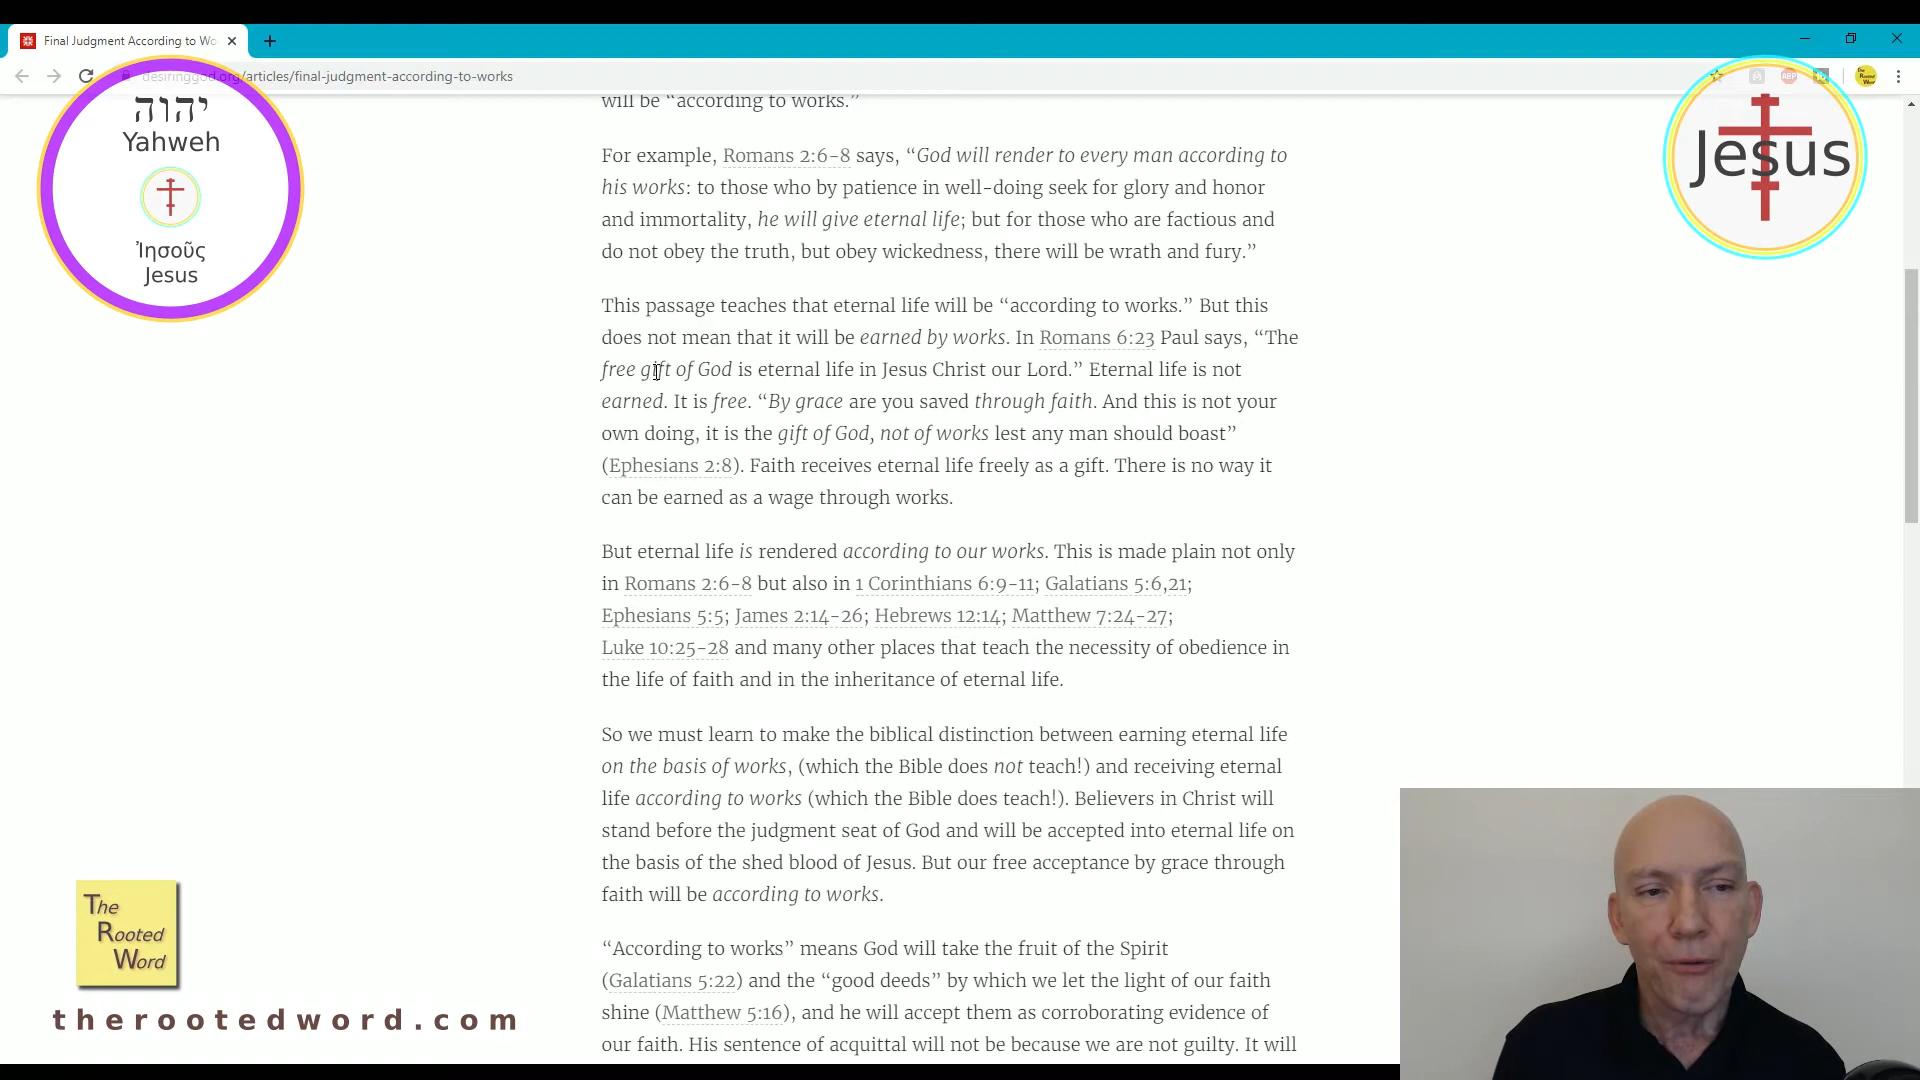 Final Judgment According to Wo
desiringgod.org/articles/final-judgment-according-to-works
ABP
יהוה
Yahweh
Ἰησοῦς
Jesus
Jesus
will be “according to works.”
For example, Romans 2:6–8 says, “God will render to every man according to
his works: to those who by patience in well-doing seek for glory and honor
and immortality, he will give eternal life; but for those who are factious and
do not obey the truth, but obey wickedness, there will be wrath and fury.”
This passage teaches that eternal life will be “according to works.” But this
does not mean that it will be earned by works. In Romans 6:23 Paul says, “The
free gift of God is eternal life in Jesus Christ our Lord.” Eternal life is not
earned. It is free. “By grace are you saved through faith. And this is not your
own doing, it is the gift of God, not of works lest any man should boast”
(Ephesians 2:8). Faith receives eternal life freely as a gift. There is no way it
can be earned as a wage through works.
But eternal life is rendered according to our works. This is made plain not only
in Romans 2:6–8 but also in 1 Corinthians 6:9–11; Galatians 5:6,21;
Ephesians 5:5; James 2:14–26; Hebrews 12:14; Matthew 7:24–27;
Luke 10:25–28 and many other places that teach the necessity of obedience in
the life of faith and in the inheritance of eternal life.
So we must learn to make the biblical distinction between earning eternal life
on the basis of works, (which the Bible does not teach!) and receiving eternal
life according to works (which the Bible does teach!). Believers in Christ will
stand before the judgment seat of God and will be accepted into eternal life on
the basis of the shed blood of Jesus. But our free acceptance by grace through
faith will be according to works.
“According to works” means God will take the fruit of the Spirit
(Galatians 5:22) and the “good deeds” by which we let the light of our faith
shine (Matthew 5:16), and he will accept them as corroborating evidence of
our faith. His sentence of acquittal will not be because we are not guilty. It will
The
Rooted
Word
therootedword.com